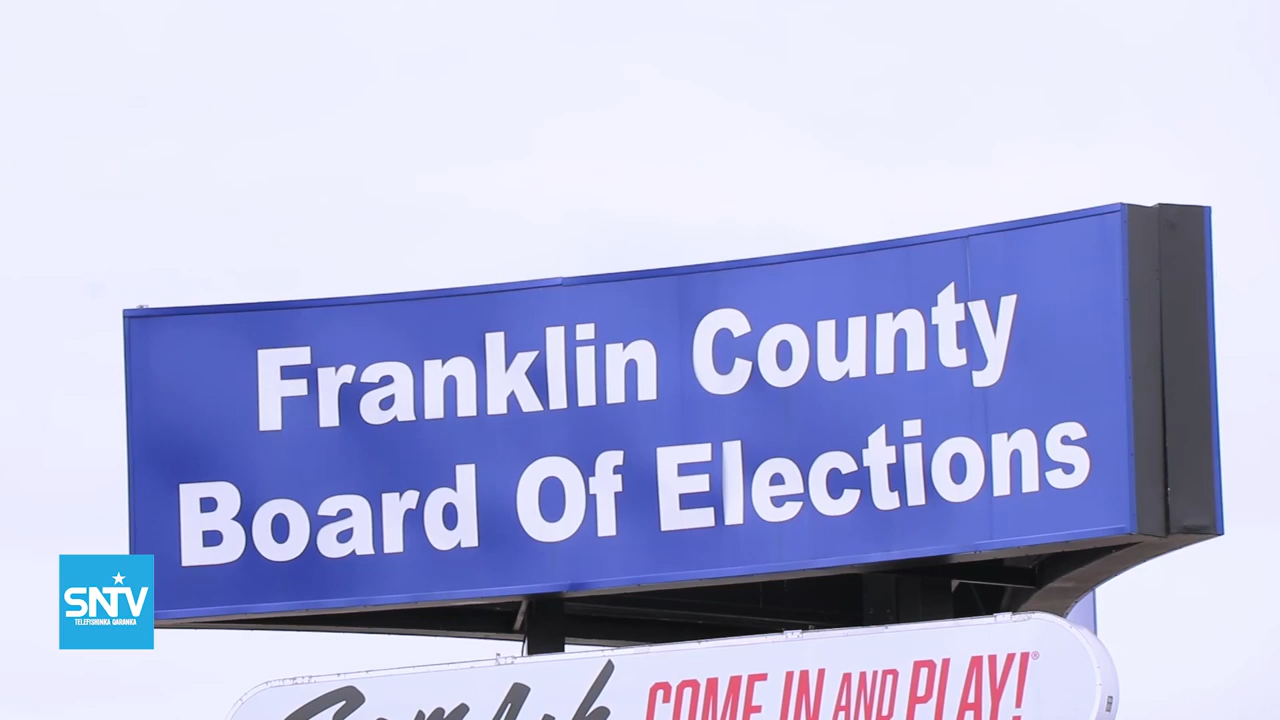 Franklin County
Board Of Elections
SNTV
TELEFISHINKA QARANKA
COME IN AND PLAY!®